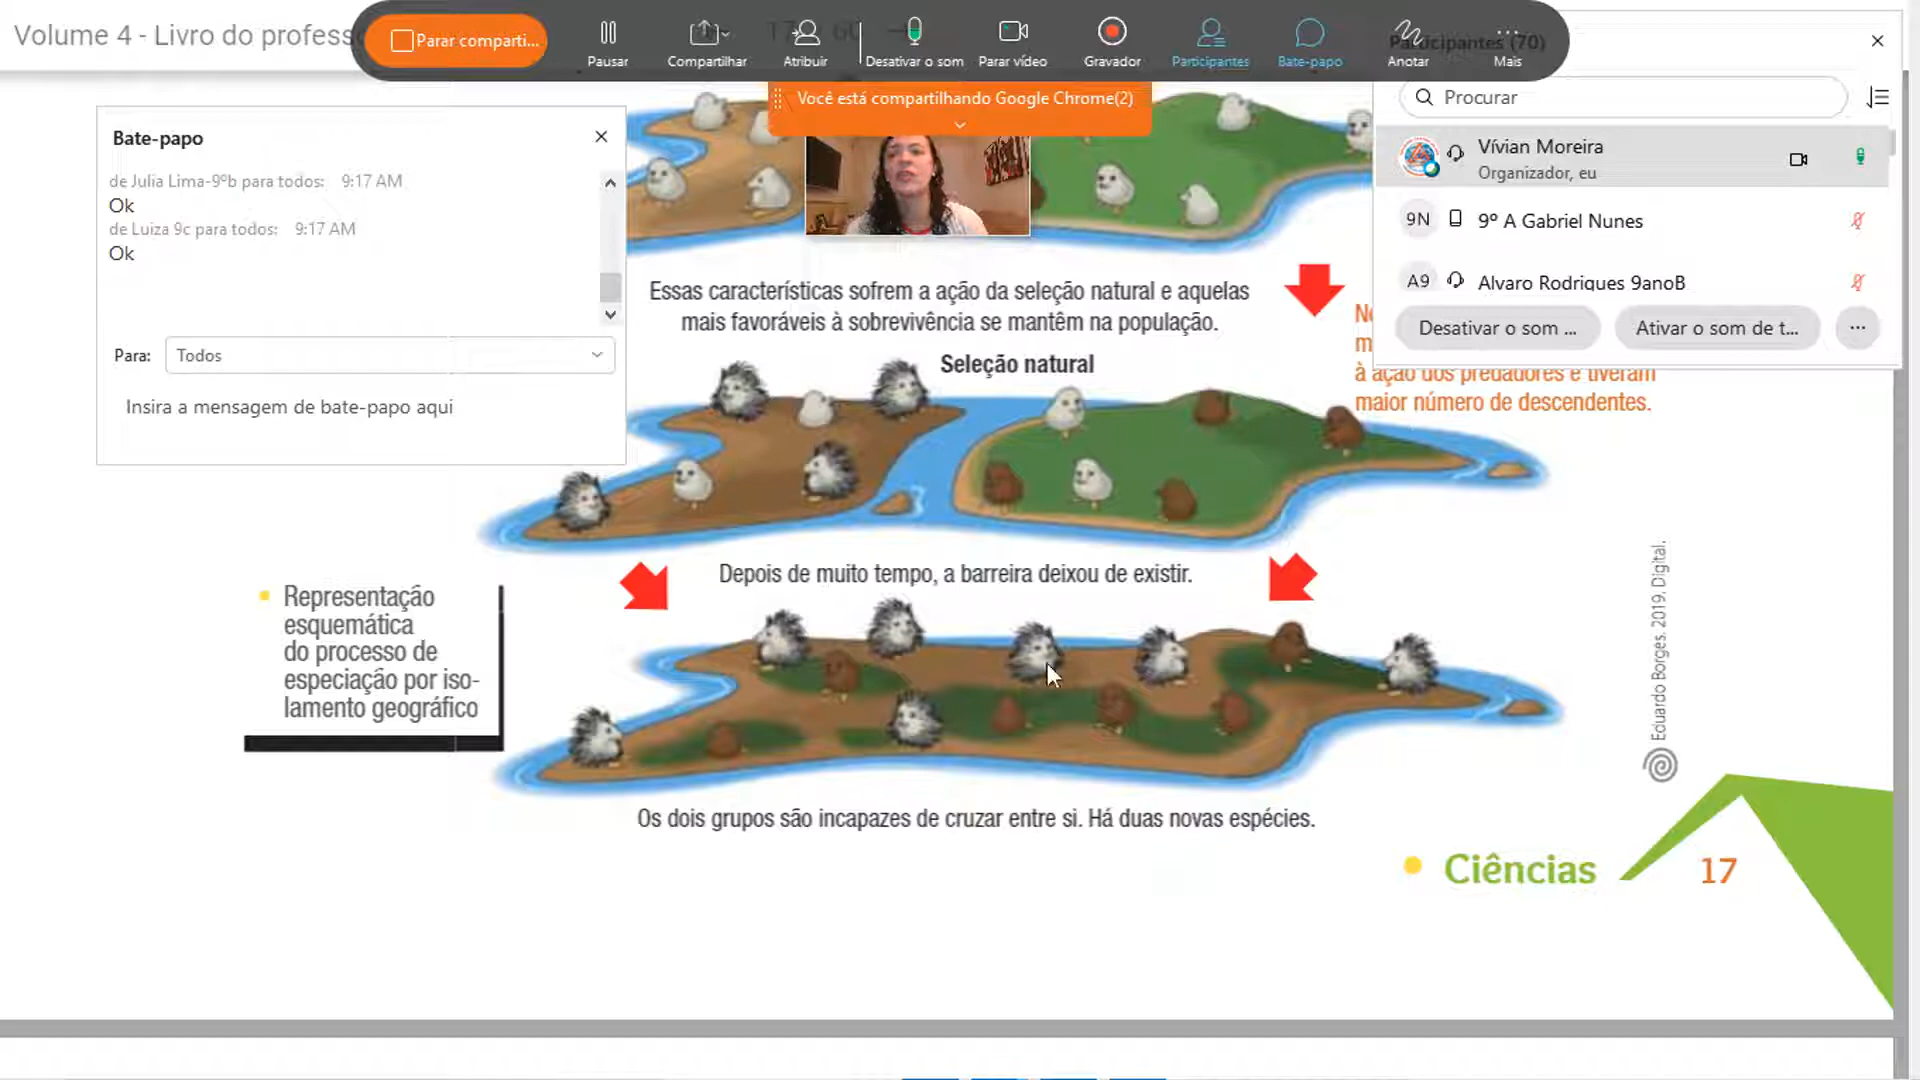 Volume 4 - Livro do profess
Parar comparti...
Pausar
Compartilhar
Atribuir
Desativar o som
Parar vídeo
Gravador
Participantes
Bate-papo
Anotar
Mais
Participantes (70)
Você está compartilhando Google Chrome(2)
Procurar
Vívian Moreira
Organizador, eu
9N
9º A Gabriel Nunes
A9
Alvaro Rodrigues 9anoB
Desativar o som ...
Ativar o som de t...
Bate-papo
de Julia Lima-9ºb para todos: 9:17 AM
Ok
de Luiza 9c para todos: 9:17 AM
Ok
Para:
Todos
Insira a mensagem de bate-papo aqui
Essas características sofrem a ação da seleção natural e aquelas
mais favoráveis à sobrevivência se mantêm na população.
Seleção natural
à ação dos predadores e tiveram
maior número de descendentes.
Depois de muito tempo, a barreira deixou de existir.
Representação
esquemática
do processo de
especiação por iso-
lamento geográfico
Os dois grupos são incapazes de cruzar entre si. Há duas novas espécies.
Eduardo Borges. 2019. Digital.
Ciências
17